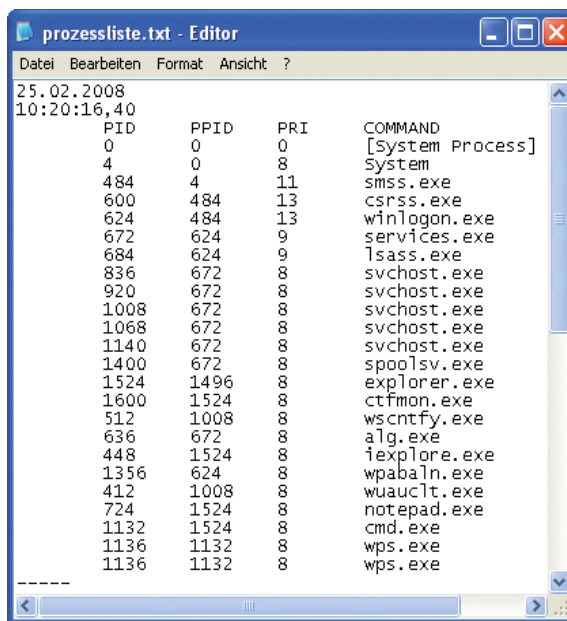 prozessliste.txt - Editor
Datei Bearbeiten Format Ansicht ?
25.02.2008
10:20:16,40
PID PPID PRI COMMAND
0 0 0 [System Process]
4 0 8 System
484 4 11 smss.exe
600 484 13 csrss.exe
624 484 13 winlogon.exe
672 624 9 services.exe
684 624 9 lsass.exe
836 672 8 svchost.exe
920 672 8 svchost.exe
1008 672 8 svchost.exe
1068 672 8 svchost.exe
1140 672 8 svchost.exe
1400 672 8 spoolsv.exe
1524 1496 8 explorer.exe
1600 1524 8 ctfmon.exe
512 1008 8 wscntfy.exe
636 672 8 alg.exe
448 1524 8 iexplore.exe
1356 624 8 wpabaln.exe
412 1008 8 wuauclt.exe
724 1524 8 notepad.exe
1132 1524 8 cmd.exe
1136 1132 8 wps.exe
1136 1132 8 wps.exe
-----